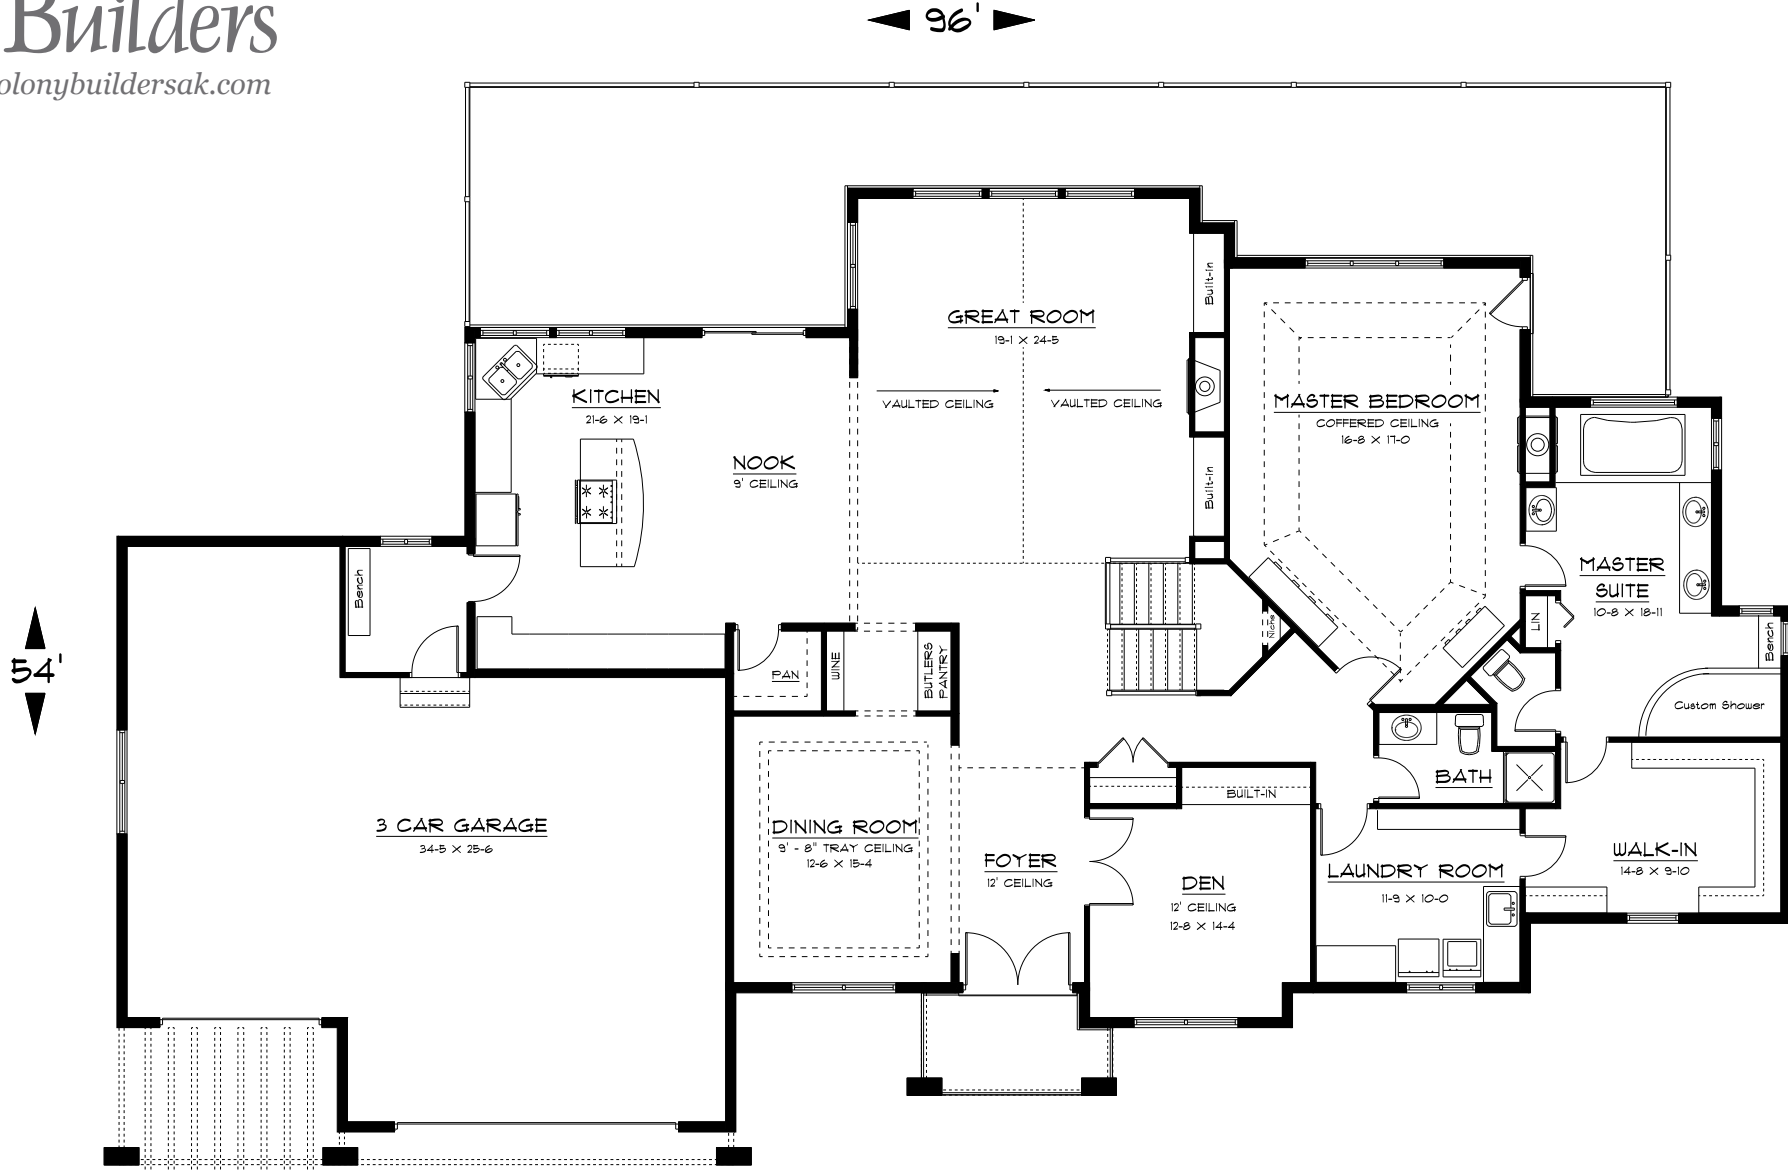 Builders
olonybuildersak.com
96'
54'
GREAT ROOM
19-1 X 24-5
VAULTED CEILING
VAULTED CEILING
Built-in
Built-in
KITCHEN
21-6 X 19-1
NOOK
9' CEILING
MASTER BEDROOM
COFFERED CEILING
16-8 X 17-0
MASTER
SUITE
10-8 X 18-11
LIN
Bench
Custom Shower
Niche
Bench
PAN
WINE
BUTLERS
PANTRY
3 CAR GARAGE
34-5 X 25-6
DINING ROOM
9' - 8" TRAY CEILING
12-6 X 15-4
FOYER
12' CEILING
BUILT-IN
DEN
12' CEILING
12-8 X 14-4
BATH
LAUNDRY ROOM
11-9 X 10-0
WALK-IN
14-8 X 9-10